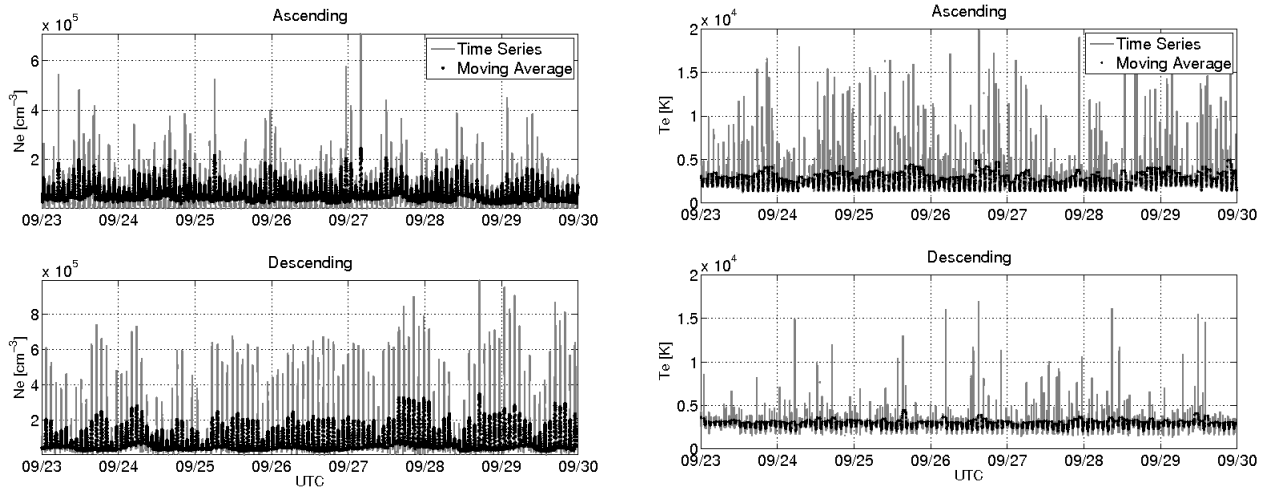 Ascending
x 10^5
Time Series
Moving Average
Ne [cm^-3]
6
4
2
09/23 09/24 09/25 09/26 09/27 09/28 09/29 09/30
Ascending
x 10^4
Time Series
Moving Average
Te [K]
2
1.5
1
0.5
0
09/23 09/24 09/25 09/26 09/27 09/28 09/29 09/30
Descending
x 10^5
Ne [cm^-3]
8
6
4
2
09/23 09/24 09/25 09/26 09/27 09/28 09/29 09/30
UTC
Descending
x 10^4
Te [K]
2
1.5
1
0.5
0
09/23 09/24 09/25 09/26 09/27 09/28 09/29 09/30
UTC